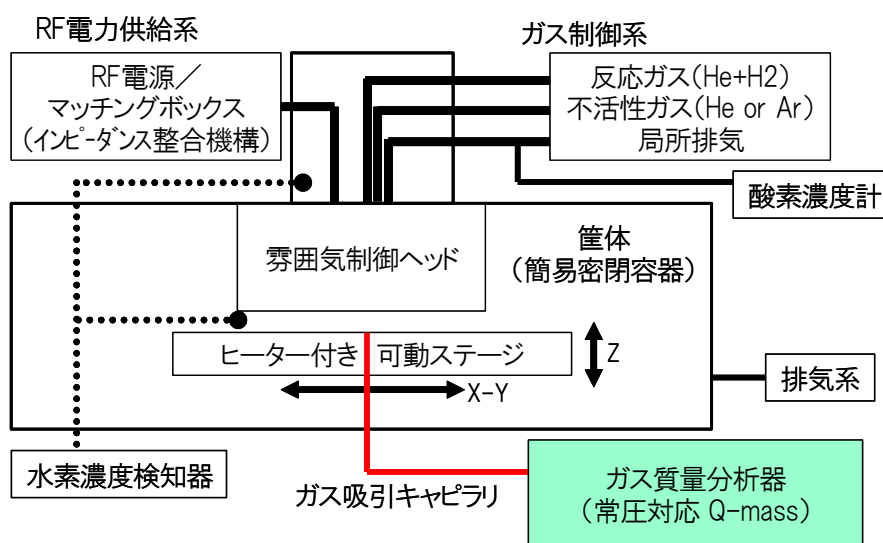 RF電力供給系
RF電源／
マッチングボックス
(インピーダンス整合機構)
ガス制御系
反応ガス(He+H2)
不活性ガス(He or Ar)
局所排気
酸素濃度計
雰囲気制御ヘッド
筐体
(簡易密閉容器)
ヒーター付き 可動ステージ
Z
X-Y
排気系
水素濃度検知器
ガス吸引キャピラリ
ガス質量分析器
(常圧対応 Q-mass)